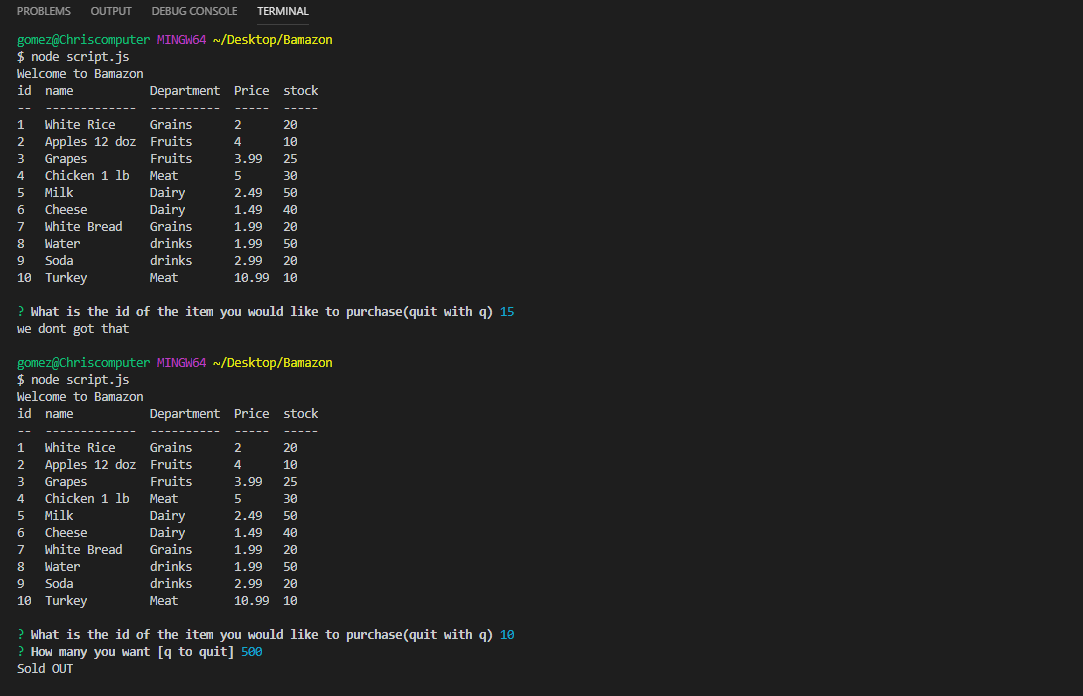 PROBLEMS OUTPUT DEBUG CONSOLE TERMINAL
gomez@Chriscomputer MINGW64 ~/Desktop/Bamazon
$ node script.js
Welcome to Bamazon
id  name           Department  Price  stock
--  -------------  ----------  -----  -----
1   White Rice     Grains      2      20
2   Apples 12 doz  Fruits      4      10
3   Grapes         Fruits      3.99   25
4   Chicken 1 lb   Meat        5      30
5   Milk           Dairy       2.49   50
6   Cheese         Dairy       1.49   40
7   White Bread    Grains      1.99   20
8   Water          drinks      1.99   50
9   Soda           drinks      2.99   20
10  Turkey         Meat        10.99  10
? What is the id of the item you would like to purchase(quit with q) 15
we dont got that
gomez@Chriscomputer MINGW64 ~/Desktop/Bamazon
$ node script.js
Welcome to Bamazon
id  name           Department  Price  stock
--  -------------  ----------  -----  -----
1   White Rice     Grains      2      20
2   Apples 12 doz  Fruits      4      10
3   Grapes         Fruits      3.99   25
4   Chicken 1 lb   Meat        5      30
5   Milk           Dairy       2.49   50
6   Cheese         Dairy       1.49   40
7   White Bread    Grains      1.99   20
8   Water          drinks      1.99   50
9   Soda           drinks      2.99   20
10  Turkey         Meat        10.99  10
? What is the id of the item you would like to purchase(quit with q) 10
? How many you want [q to quit] 500
Sold OUT